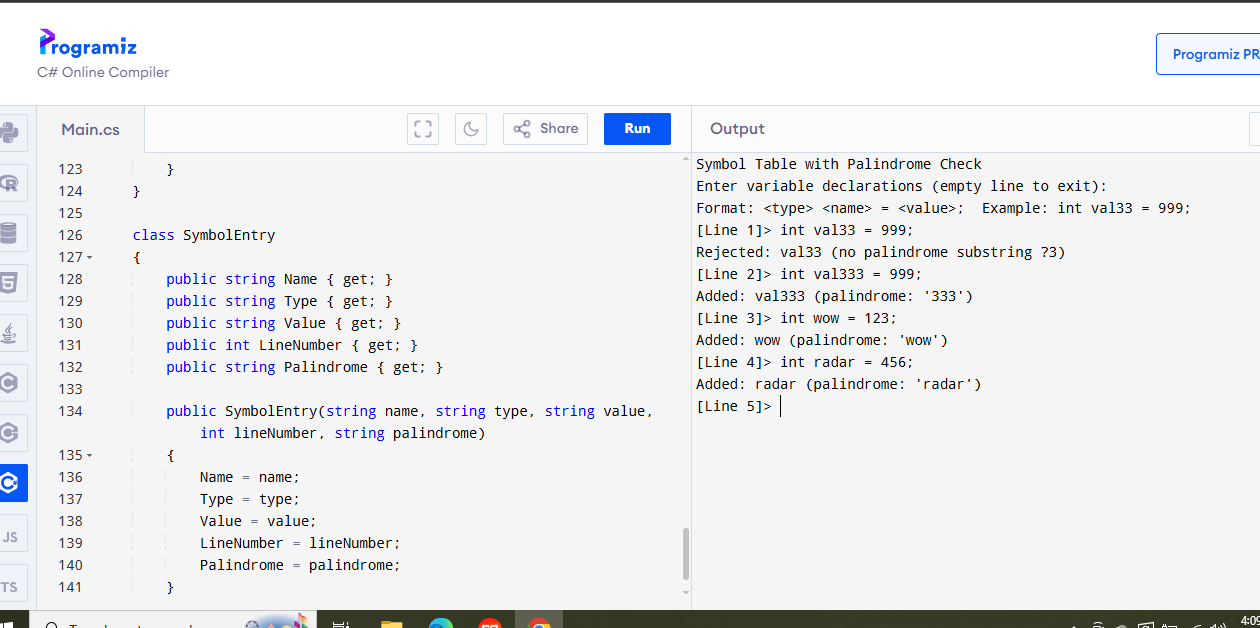 Programiz
C# Online Compiler
Programiz PR
Main.cs
Share
Run
Output
123 }
124 }
125
126 class SymbolEntry
127 {
128 public string Name { get; }
129 public string Type { get; }
130 public string Value { get; }
131 public int LineNumber { get; }
132 public string Palindrome { get; }
133
134 public SymbolEntry(string name, string type, string value,
int lineNumber, string palindrome)
135 {
136 Name = name;
137 Type = type;
138 Value = value;
139 LineNumber = lineNumber;
140 Palindrome = palindrome;
141 }
JS
TS
Symbol Table with Palindrome Check
Enter variable declarations (empty line to exit):
Format: <type> <name> = <value>;  Example: int val33 = 999;
[Line 1]> int val33 = 999;
Rejected: val33 (no palindrome substring ?3)
[Line 2]> int val333 = 999;
Added: val333 (palindrome: '333')
[Line 3]> int wow = 123;
Added: wow (palindrome: 'wow')
[Line 4]> int radar = 456;
Added: radar (palindrome: 'radar')
[Line 5]>